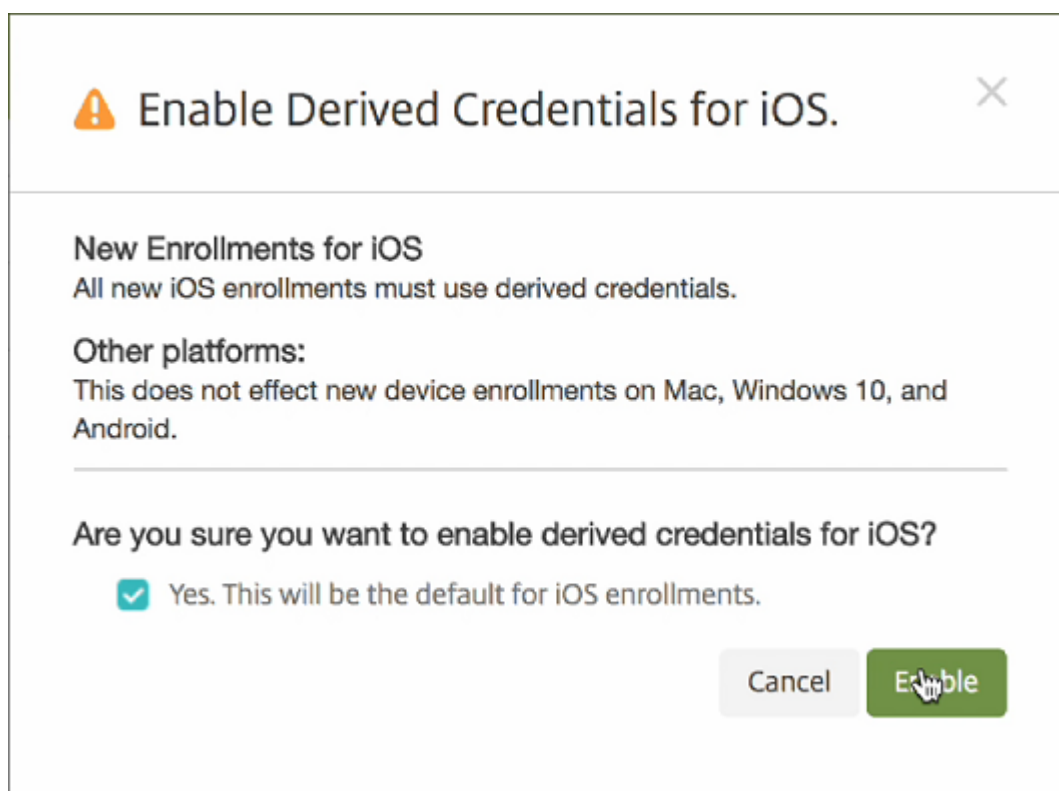 Enable Derived Credentials for iOS.
New Enrollments for iOS
All new iOS enrollments must use derived credentials.
Other platforms:
This does not effect new device enrollments on Mac, Windows 10, and
Android.
Are you sure you want to enable derived credentials for iOS?
Yes. This will be the default for iOS enrollments.
Cancel Enable